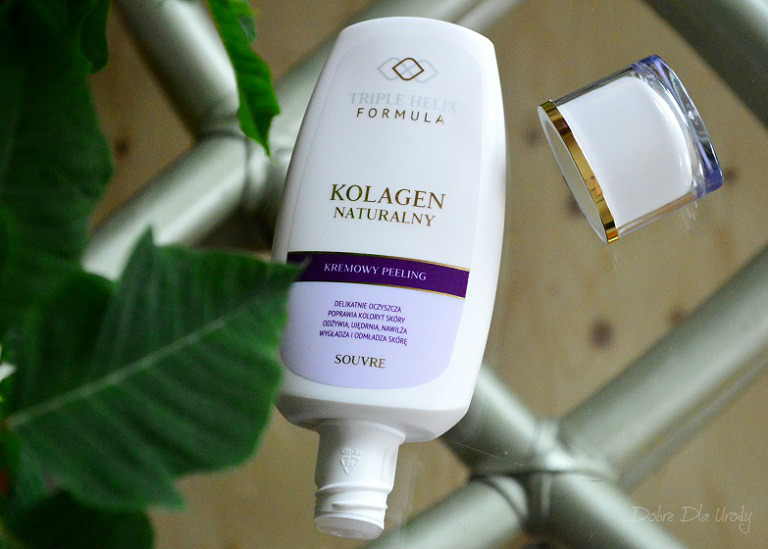 TRIPLE HELIX
FORMULA
KOLAGEN
NATURALNY
KREMOWY PEELING
DELIKATNIE OCZYSZCZA
POPRAWIA KOLORYT SKÓRY
ODŻYWIA, UJĘDRNIA, NAWILŻA
WYGŁADZA I ODMŁADZA SKÓRĘ
SOUVRE
Dobre Dla Urody